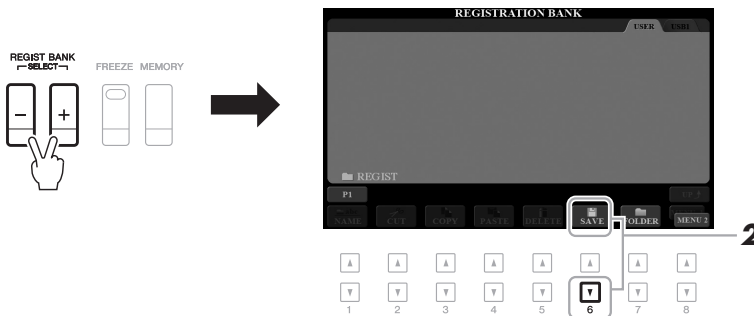 REGIST BANK
SELECT
FREEZE MEMORY
- +
REGISTRATION BANK
USER USB1
REGIST
P1 UP
NAME CUT COPY PASTE DELETE SAVE FOLDER MENU 2
2
1 2 3 4 5 6 7 8